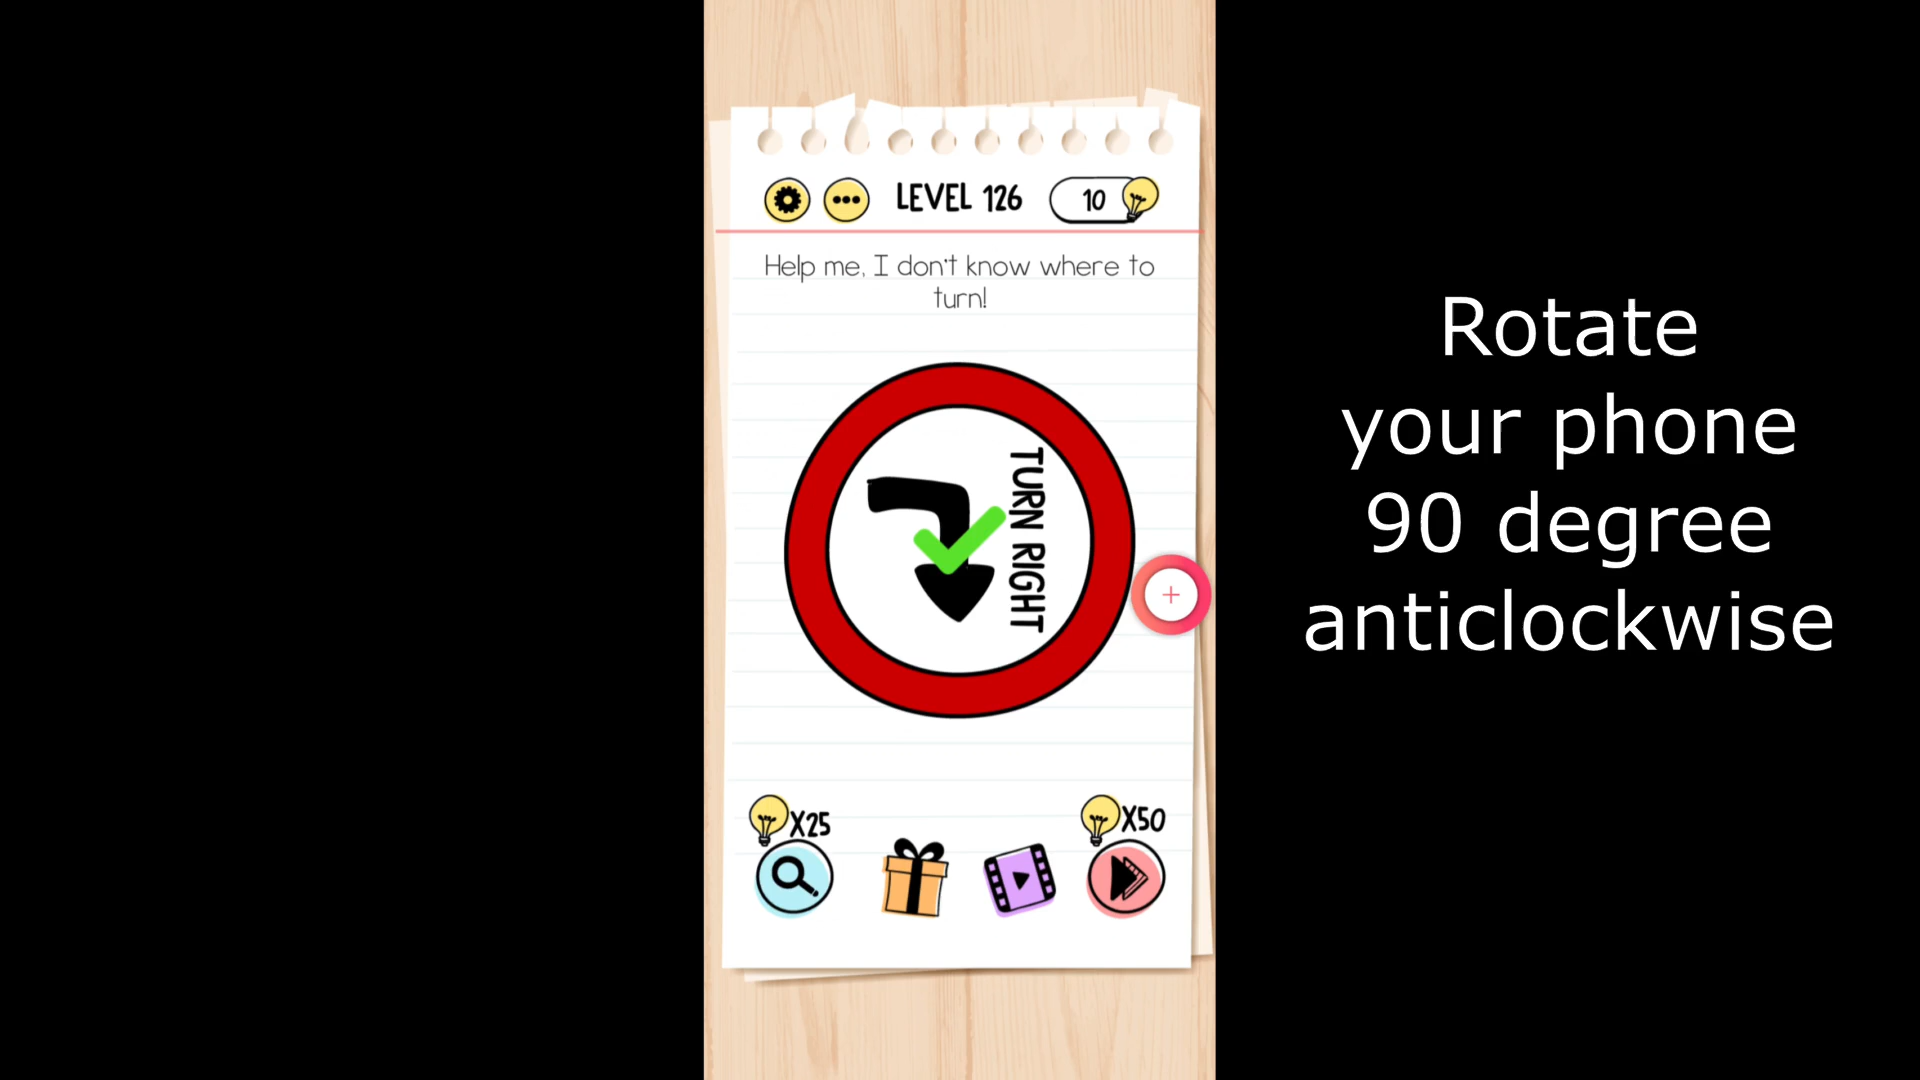 LEVEL 126
10
Help me, I don't know where to
turn!
TURN RIGHT
X25
X50
Rotate
your phone
90 degree
anticlockwise